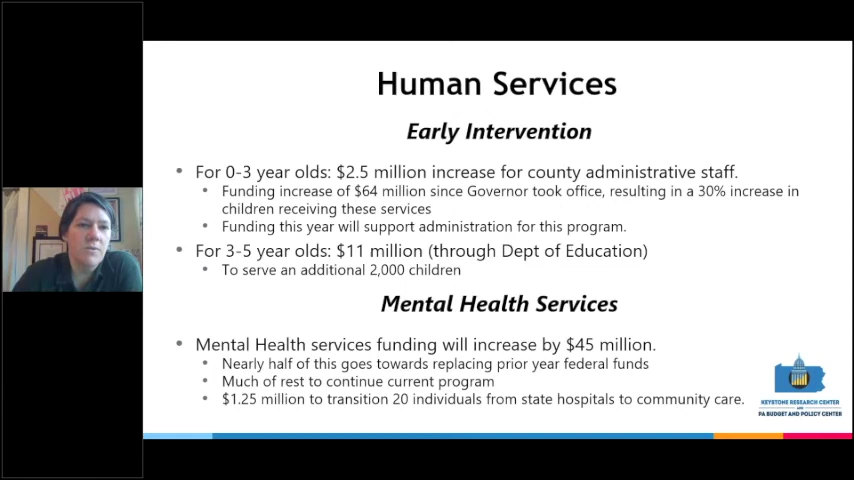 Human Services
Early Intervention
• For 0-3 year olds: $2.5 million increase for county administrative staff.
• Funding increase of $64 million since Governor took office, resulting in a 30% increase in
children receiving these services
• Funding this year will support administration for this program.
• For 3-5 year olds: $11 million (through Dept of Education)
• To serve an additional 2,000 children
Mental Health Services
• Mental Health services funding will increase by $45 million.
• Nearly half of this goes towards replacing prior year federal funds
• Much of rest to continue current program
• $1.25 million to transition 20 individuals from state hospitals to community care.
KEYSTONE RESEARCH CENTER
AND
PA BUDGET AND POLICY CENTER